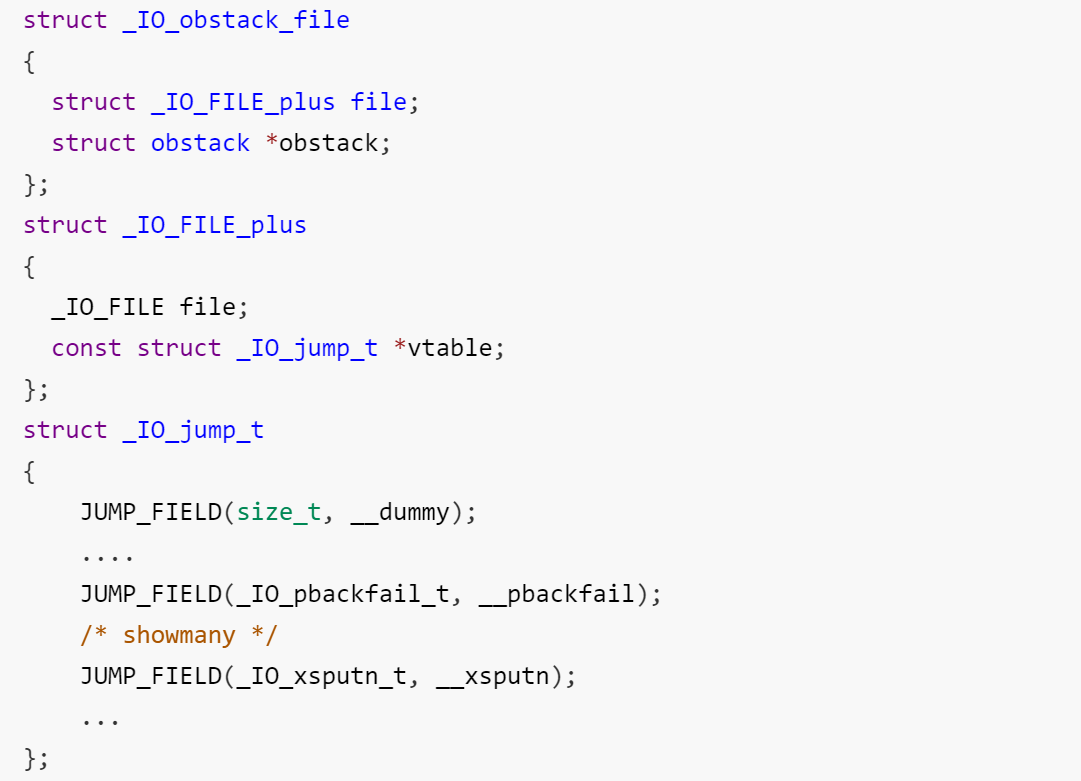 struct _IO_obstack_file
{
  struct _IO_FILE_plus file;
  struct obstack *obstack;
};
struct _IO_FILE_plus
{
  _IO_FILE file;
  const struct _IO_jump_t *vtable;
};
struct _IO_jump_t
{
    JUMP_FIELD(size_t, __dummy);
    ....
    JUMP_FIELD(_IO_pbackfail_t, __pbackfail);
    /* showmany */
    JUMP_FIELD(_IO_xsputn_t, __xsputn);
    ...
};